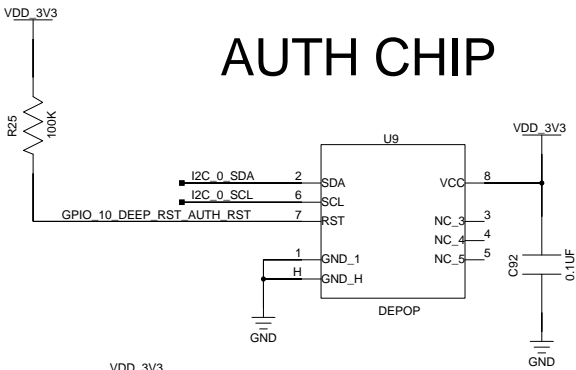 VDD_3V3
AUTH CHIP
R25
100K
U9
VDD_3V3
I2C_0_SDA 2 SDA
VCC 8
I2C_0_SCL 6 SCL
GPIO_10_DEEP_RST_AUTH_RST 7 RST
NC_3 3
NC_4 4
NC_5 5
1 GND_1
H GND_H
C92
0.1UF
DEPOP
GND
GND
VDD_3V3